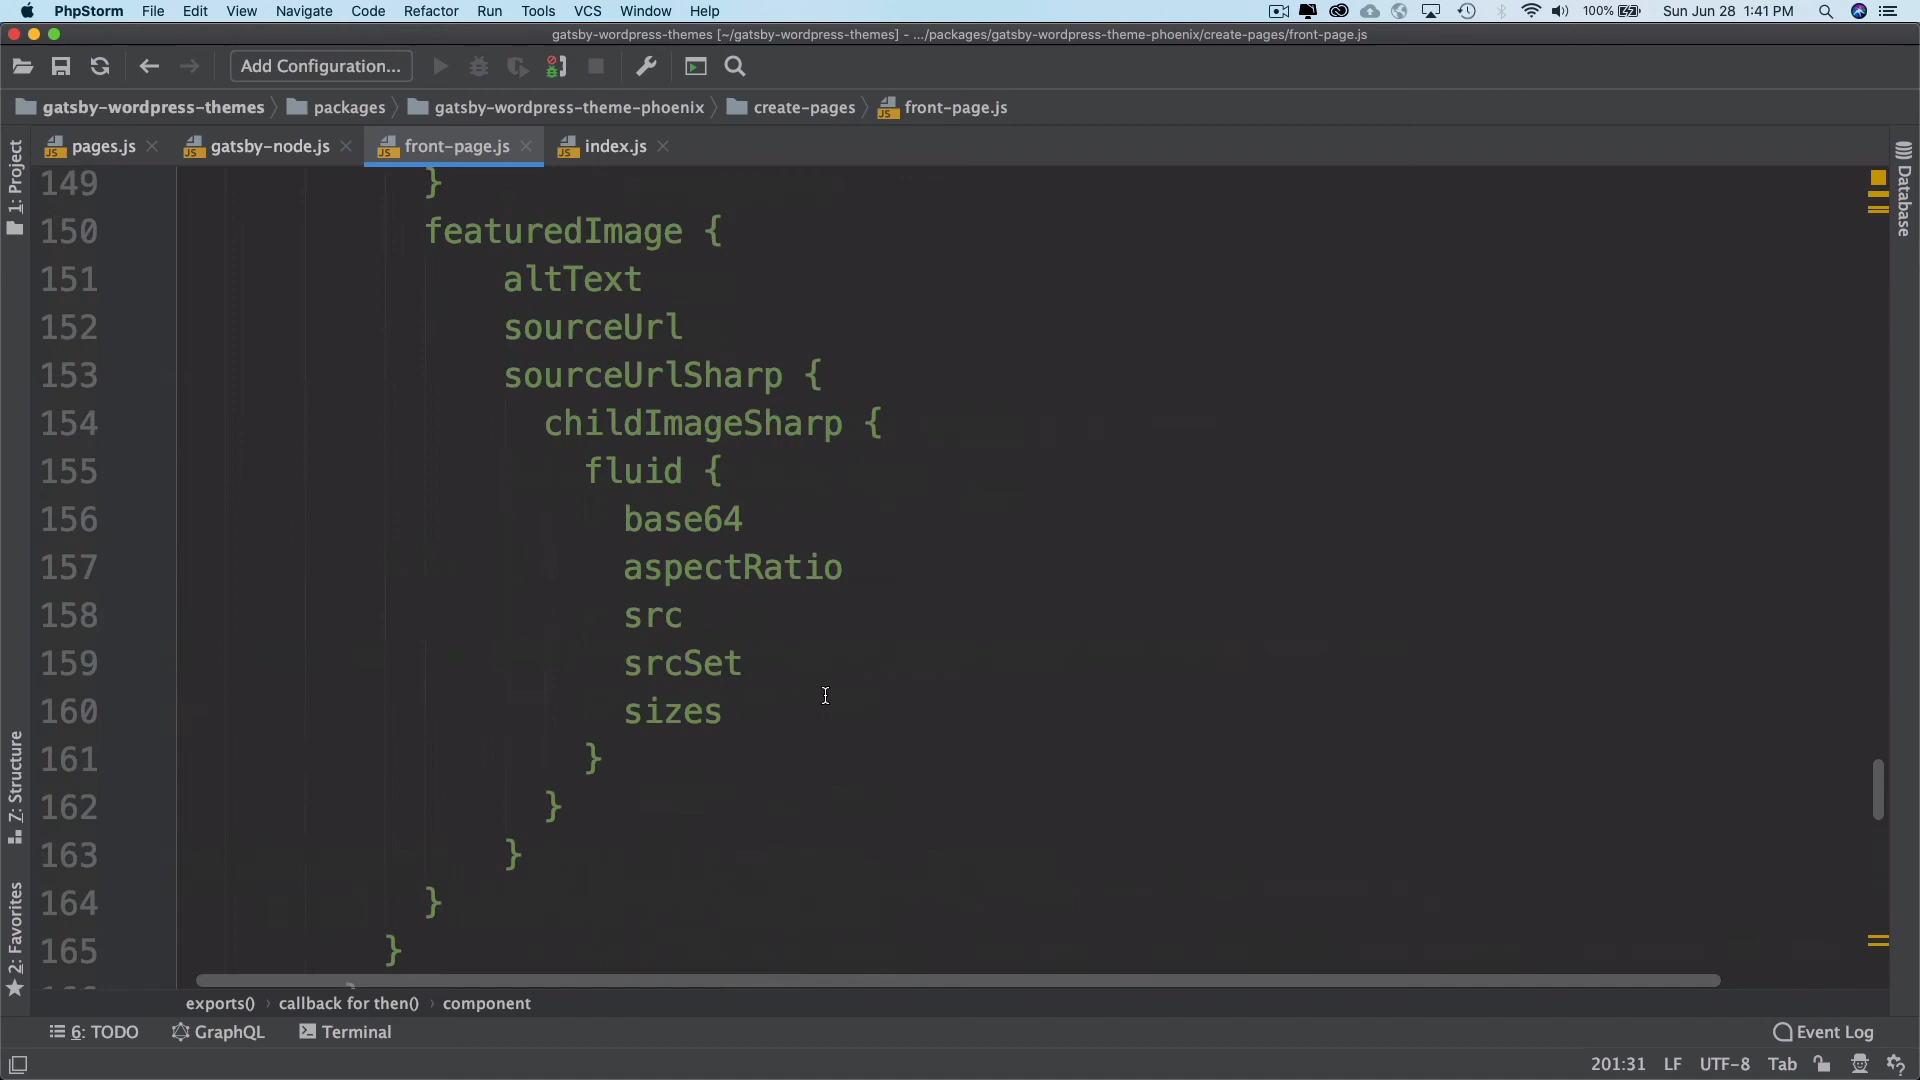 PhpStorm File Edit View Navigate Code Refactor Run Tools VCS Window Help 100% Sun Jun 28 1:41 PM
gatsby-wordpress-themes [~/gatsby-wordpress-themes] - .../packages/gatsby-wordpress-theme-phoenix/create-pages/front-page.js
Add Configuration...
gatsby-wordpress-themes packages gatsby-wordpress-theme-phoenix create-pages front-page.js
pages.js gatsby-node.js front-page.js index.js
1: Project
Database
149 }
150 featuredImage {
151 altText
152 sourceUrl
153 sourceUrlSharp {
154 childImageSharp {
155 fluid {
156 base64
157 aspectRatio
158 src
159 srcSet
160 sizes
161 }
162 }
163 }
164 }
165 }
Z: Structure
2: Favorites
exports() › callback for then() › component
6: TODO GraphQL Terminal Event Log
201:31 LF UTF-8 Tab